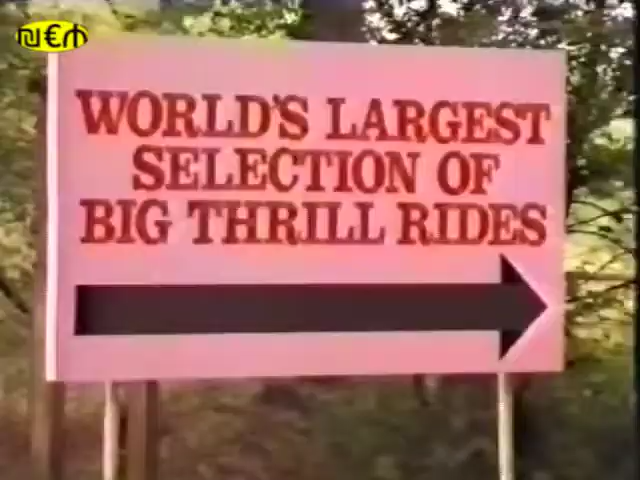 ₪€₼
WORLD'S LARGEST
SELECTION OF
BIG THRILL RIDES